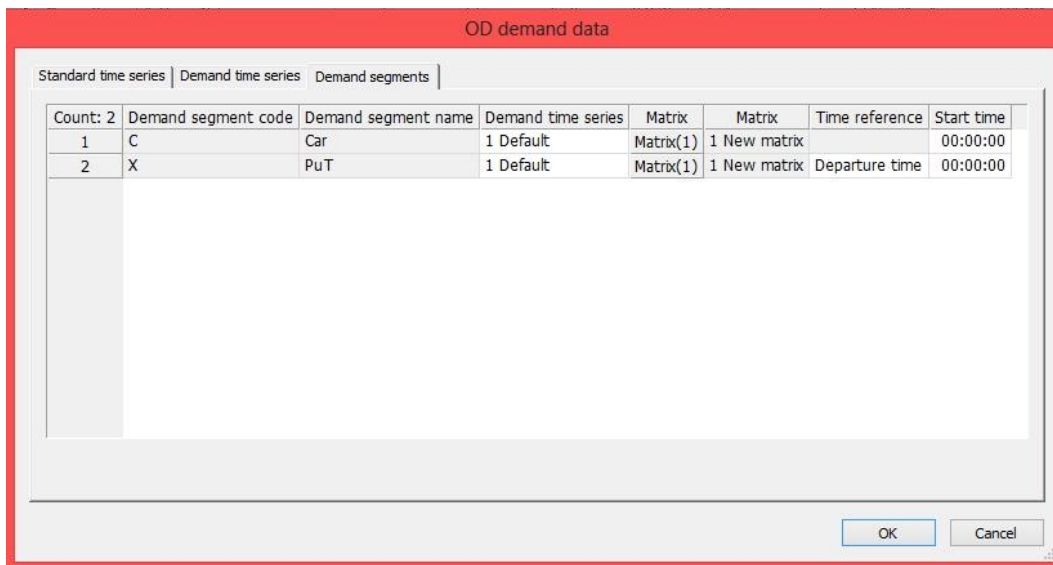 OD demand data
Standard time series Demand time series Demand segments
Count: 2 Demand segment code Demand segment name Demand time series Matrix Matrix Time reference Start time
1 C Car 1 Default Matrix(1) 1 New matrix 00:00:00
2 X PuT 1 Default Matrix(1) 1 New matrix Departure time 00:00:00
OK Cancel